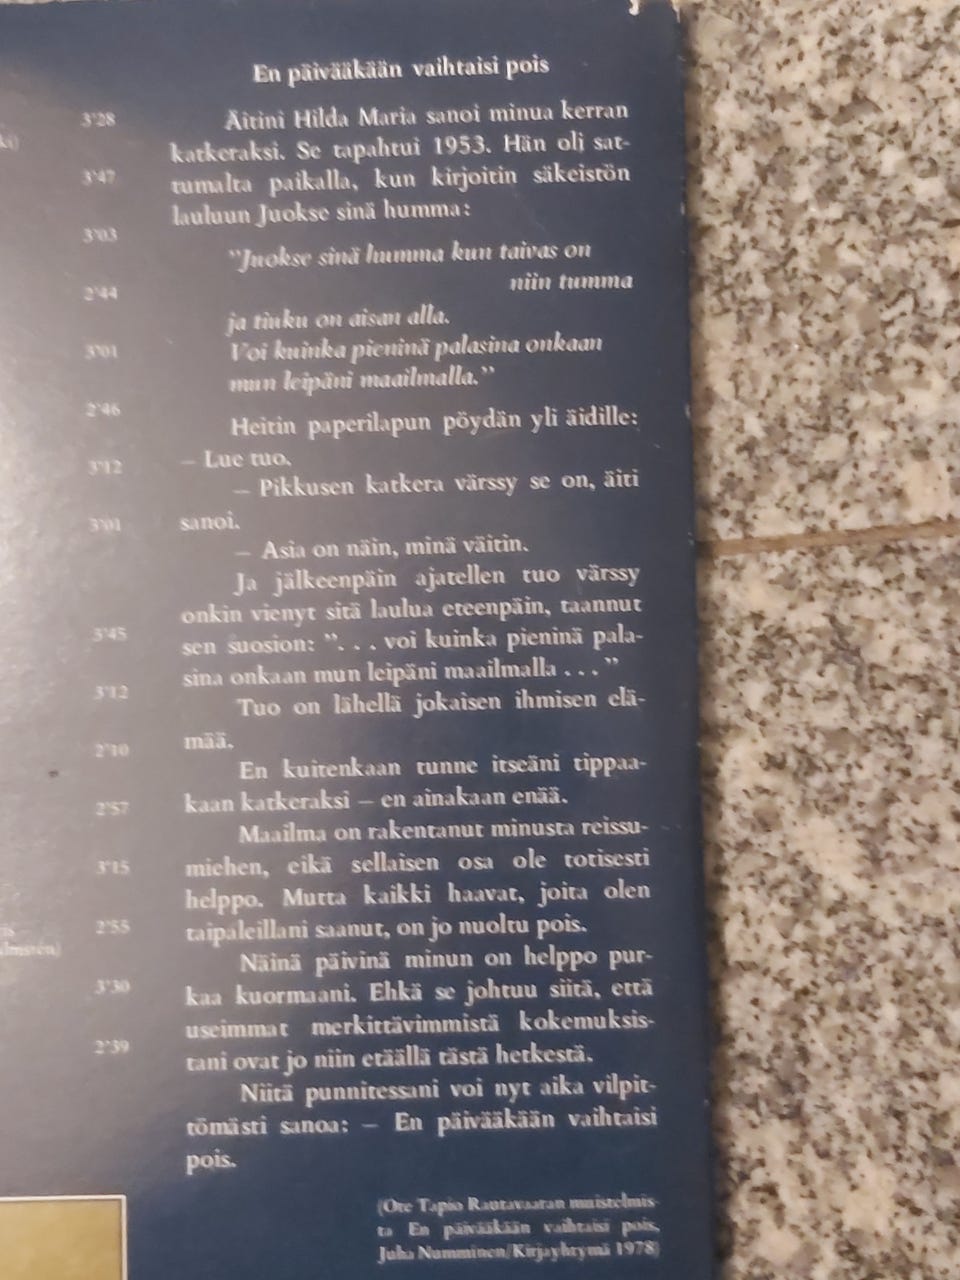 En päivääkään vaihtaisi pois
Äitini Hilda Maria sanoi minua kerran
katkeraksi. Se tapahtui 1953. Hän oli sat-
tumalta paikalla, kun kirjoitin säkeistön
lauluun Juokse sinä humma:
"Juokse sinä humma kun taivas on
niin tumma
ja tiuku on aisan alla.
Voi kuinka pieninä palasina onkaan
mun leipäni maailmalla."
Heitin paperilapun pöydän yli äidille:
– Lue tuo.
– Pikkusen katkera värssy se on, äiti
sanoi.
– Asia on näin, minä väitin.
Ja jälkeenpäin ajatellen tuo värssy
onkin vienyt sitä laulua eteenpäin, taannut
sen suosion: "... voi kuinka pieninä pala-
sina onkaan mun leipäni maailmalla ..."
Tuo on lähellä jokaisen ihmisen elä-
mää.
En kuitenkaan tunne itseäni tippaa-
kaan katkeraksi – en ainakaan enää.
Maailma on rakentanut minusta reissu-
miehen, eikä sellaisen osa ole totisesti
helppo. Mutta kaikki haavat, joita olen
taipaleillani saanut, on jo nuoltu pois.
Näinä päivinä minun on helppo pur-
kaa kuormaani. Ehkä se johtuu siitä, että
useimmat merkittävimmistä kokemuksis-
tani ovat jo niin etäällä tästä hetkestä.
Niitä punnitessani voi nyt aika vilpit-
tömästi sanoa: – En päivääkään vaihtaisi
pois.
(Ote Tapio Rautavaaran muistelmis-
ta En päivääkään vaihtaisi pois,
Juha Numminen/Kirjayhtymä 1978)
3'28
3'47
3'03
2'44
3'01
2'46
3'12
3'01
3'45
3'12
2'10
2'57
3'15
2'55
3'30
2'39